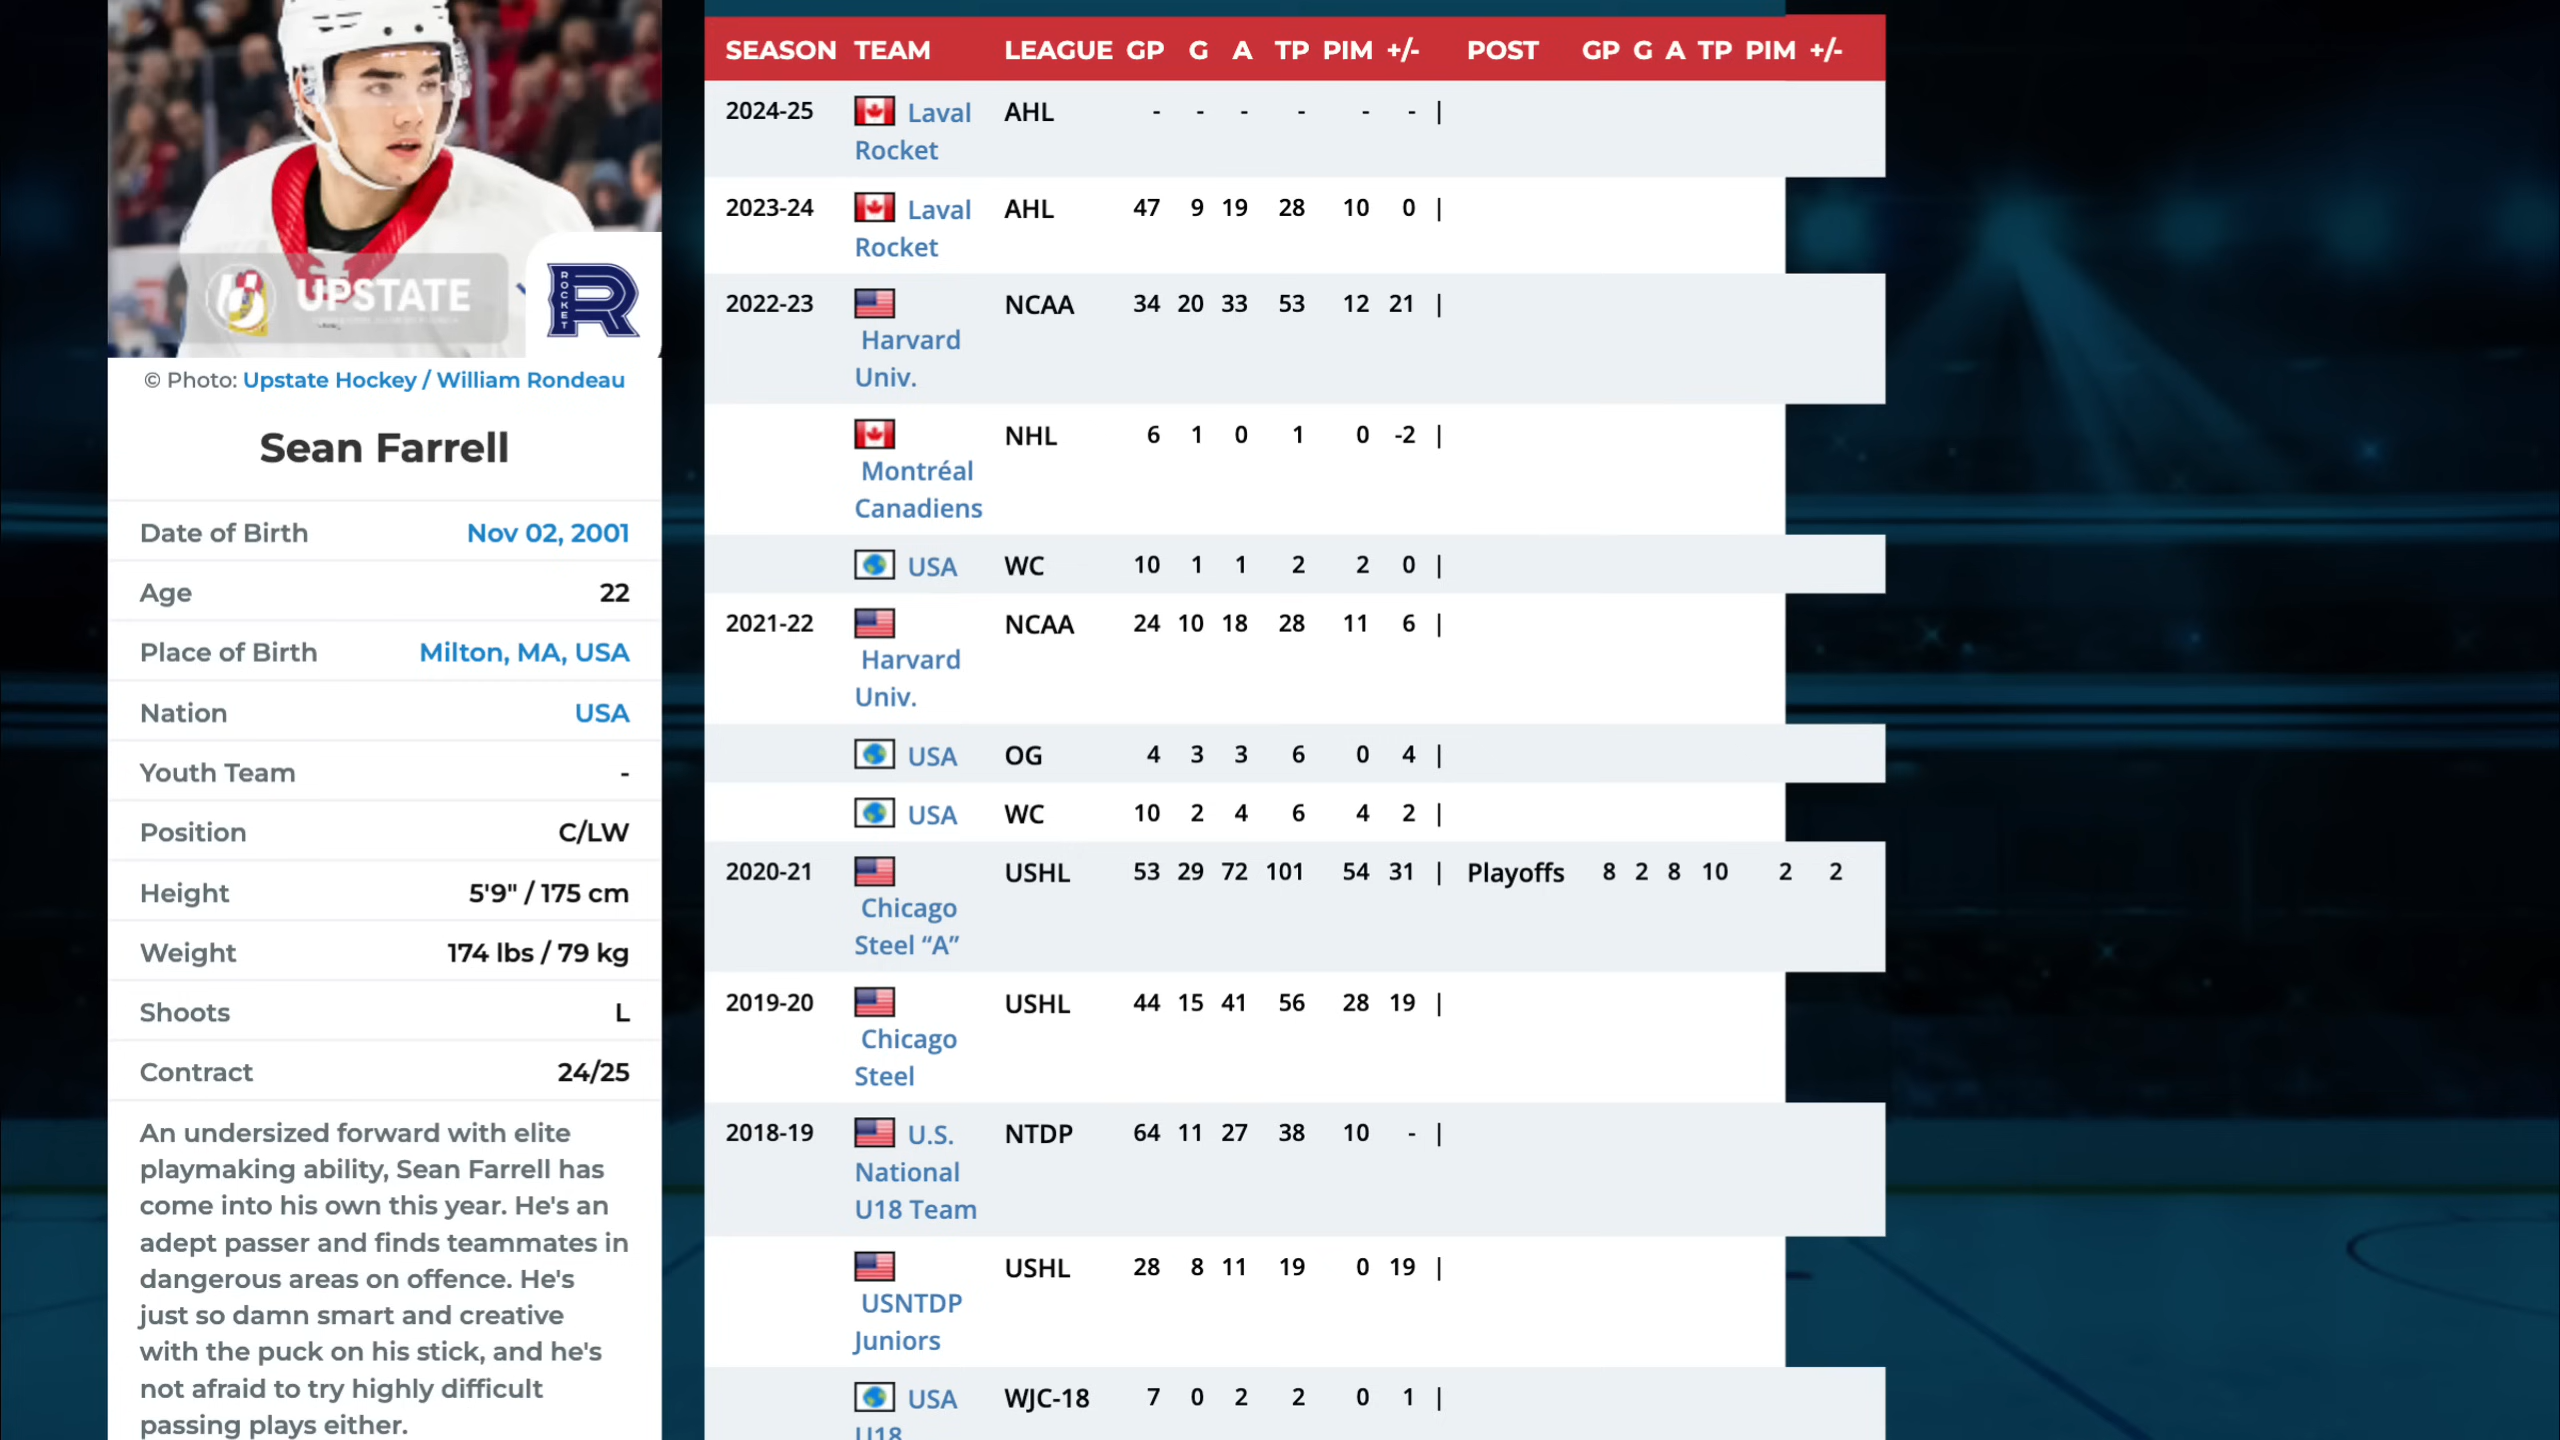 UPSTATE
ROCKET
R
© Photo: Upstate Hockey / William Rondeau
Sean Farrell
Date of Birth Nov 02, 2001
Age 22
Place of Birth Milton, MA, USA
Nation USA
Youth Team -
Position C/LW
Height 5'9" / 175 cm
Weight 174 lbs / 79 kg
Shoots L
Contract 24/25
An undersized forward with elite
playmaking ability, Sean Farrell has
come into his own this year. He's an
adept passer and finds teammates in
dangerous areas on offence. He's
just so damn smart and creative
with the puck on his stick, and he's
not afraid to try highly difficult
passing plays either.
SEASON TEAM LEAGUE GP G A TP PIM +/- POST GP G A TP PIM +/-
2024-25 Laval AHL - - - - - - |
Rocket
2023-24 Laval AHL 47 9 19 28 10 0 |
Rocket
2022-23 NCAA 34 20 33 53 12 21 |
Harvard
Univ.
NHL 6 1 0 1 0 -2 |
Montréal
Canadiens
USA WC 10 1 1 2 2 0 |
2021-22 NCAA 24 10 18 28 11 6 |
Harvard
Univ.
USA OG 4 3 3 6 0 4 |
USA WC 10 2 4 6 4 2 |
2020-21 USHL 53 29 72 101 54 31 | Playoffs 8 2 8 10 2 2
Chicago
Steel “A”
2019-20 USHL 44 15 41 56 28 19 |
Chicago
Steel
2018-19 U.S. NTDP 64 11 27 38 10 - |
National
U18 Team
USHL 28 8 11 19 0 19 |
USNTDP
Juniors
USA WJC-18 7 0 2 2 0 1 |
U18